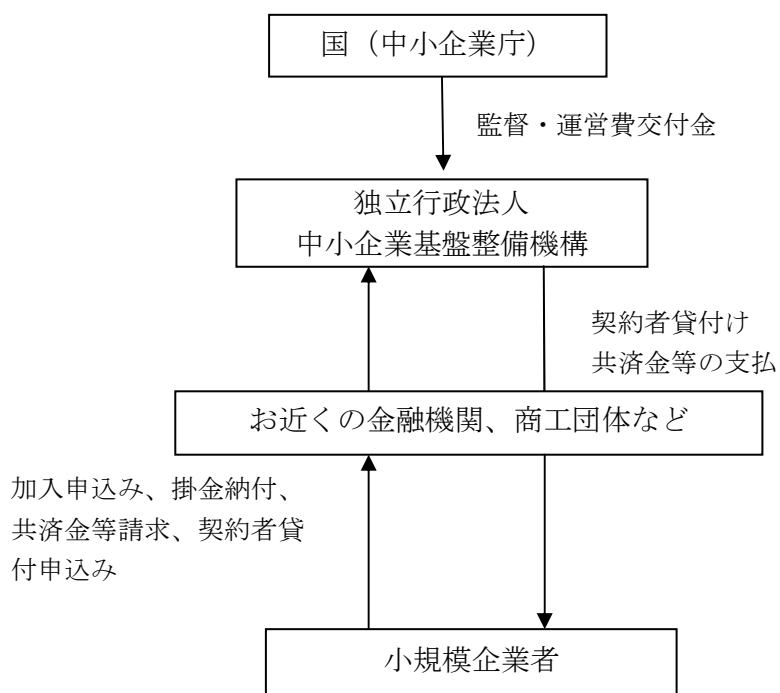 国（中小企業庁）
監督・運営費交付金
独立行政法人
中小企業基盤整備機構
契約者貸付け
共済金等の支払
お近くの金融機関、商工団体など
加入申込み、掛金納付、
共済金等請求、契約者貸
付申込み
小規模企業者